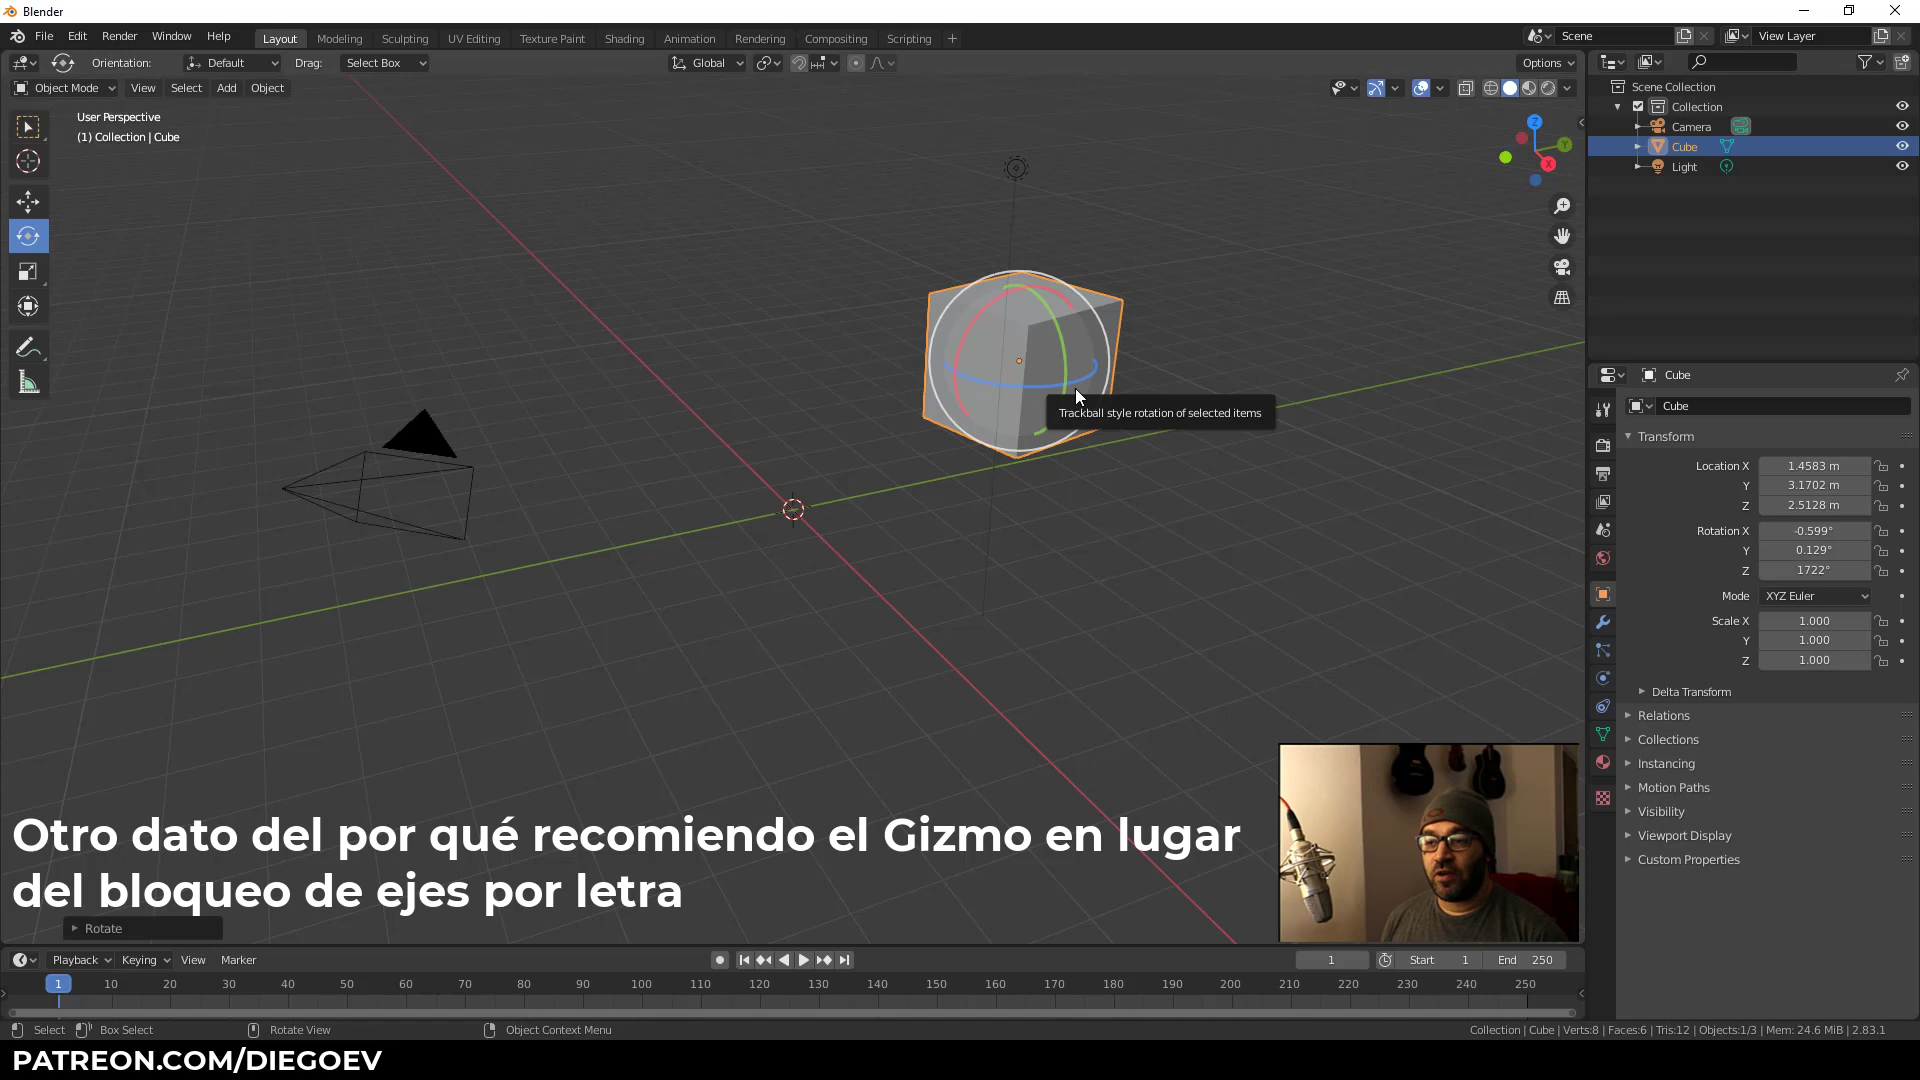 Blender
File Edit Render Window Help
Layout Modeling Sculpting UV Editing Texture Paint Shading Animation Rendering Compositing Scripting +
Scene
View Layer
Orientation: Default Drag: Select Box
Global
Options
Object Mode View Select Add Object
User Perspective
(1) Collection | Cube
Z
Y
X
Trackball style rotation of selected items
Scene Collection
Collection
Camera
Cube
Light
Cube
Cube
Transform
Location X 1.4583 m
Y 3.1702 m
Z 2.5128 m
Rotation X -0.599°
Y 0.129°
Z 1722°
Mode XYZ Euler
Scale X 1.000
Y 1.000
Z 1.000
Delta Transform
Relations
Collections
Instancing
Motion Paths
Visibility
Viewport Display
Custom Properties
Otro dato del por qué recomiendo el Gizmo en lugar
del bloqueo de ejes por letra
Rotate
Playback Keying View Marker
1
Start 1 End 250
1 10 20 30 40 50 60 70 80 90 100 110 120 130 140 150 160 170 180 190 200 210 220 230 240 250
Select Box Select Rotate View Object Context Menu
Collection | Cube | Verts:8 | Faces:6 | Tris:12 | Objects:1/3 | Mem: 24.6 MiB | 2.83.1
PATREON.COM/DIEGOEV